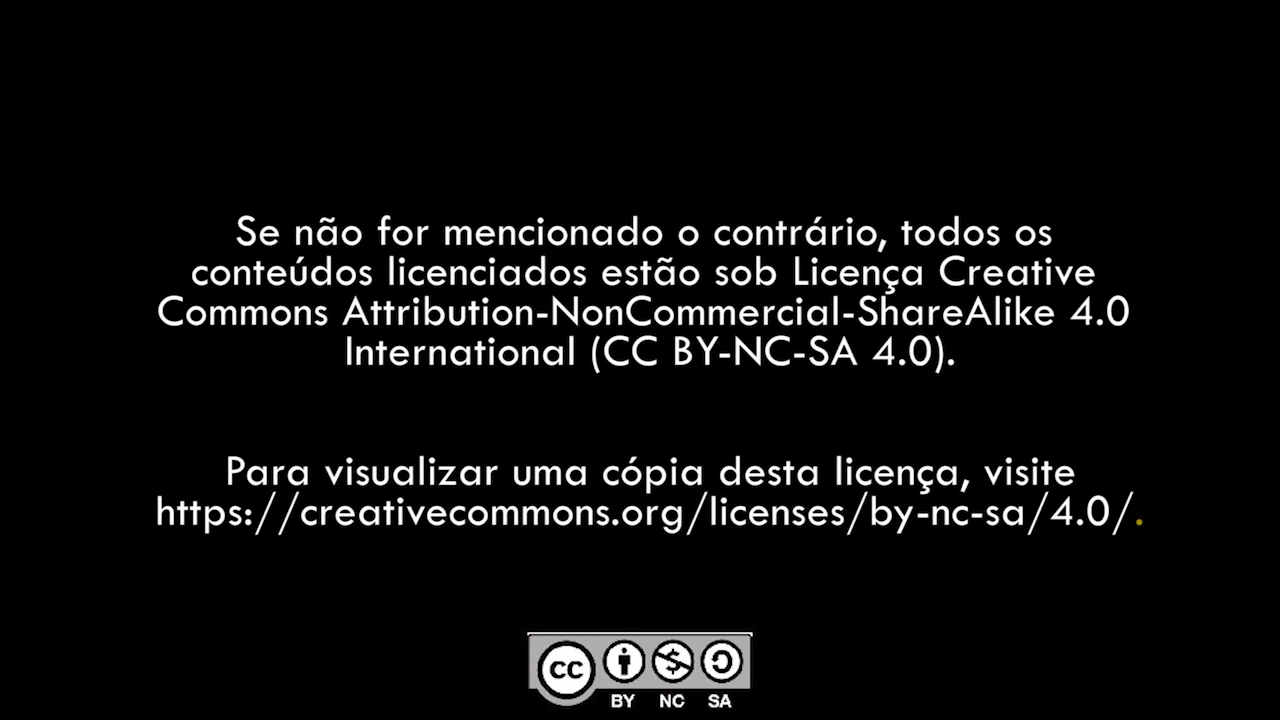 Se não for mencionado o contrário, todos os
conteúdos licenciados estão sob Licença Creative
Commons Attribution-NonCommercial-ShareAlike 4.0
International (CC BY-NC-SA 4.0).
Para visualizar uma cópia desta licença, visite
https://creativecommons.org/licenses/by-nc-sa/4.0/.
cc
BY NC SA